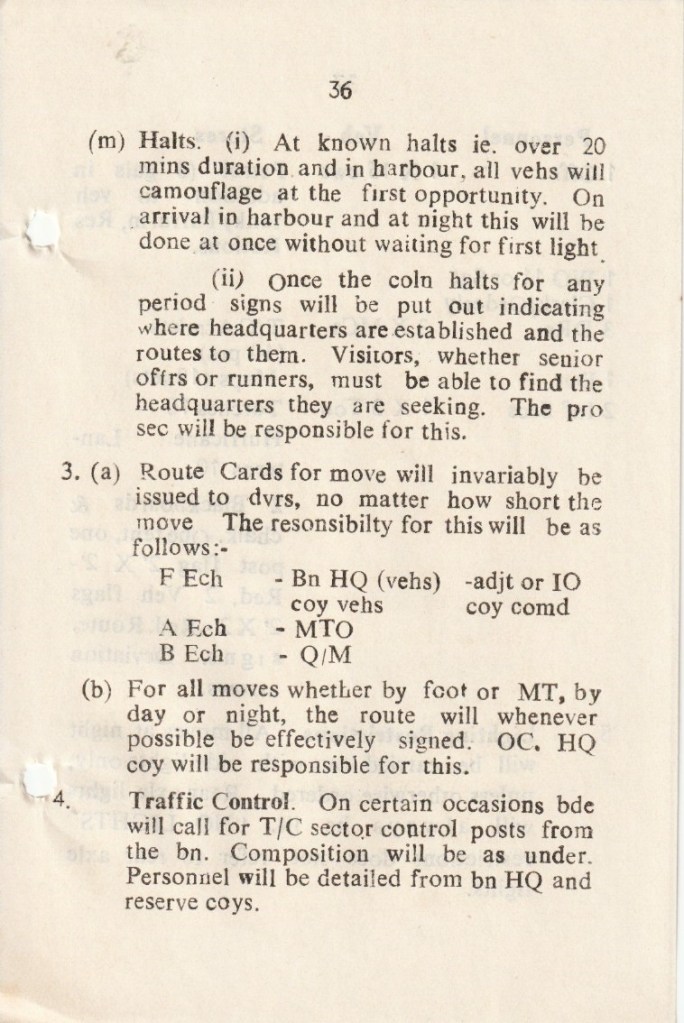 36
(m) Halts. (i) At known halts ie. over 20
mins duration and in harbour, all vehs will
camouflage at the first opportunity. On
arrival in harbour and at night this will be
done at once without waiting for first light.
(ii) Once the coln halts for any
period signs will be put out indicating
where headquarters are established and the
routes to them. Visitors, whether senior
offrs or runners, must be able to find the
headquarters they are seeking. The pro
sec will be responsible for this.
3. (a) Route Cards for move will invariably be
issued to dvrs, no matter how short the
move The resonsibilty for this will be as
follows:-
F Ech - Bn HQ (vehs) -adjt or IO
coy vehs coy comd
A Ech - MTO
B Ech - Q/M
(b) For all moves whether by foot or MT, by
day or night, the route will whenever
possible be effectively signed. OC. HQ
coy will be responsible for this.
4. Traffic Control. On certain occasions bde
will call for T/C sector control posts from
the bn. Composition will be as under.
Personnel will be detailed from bn HQ and
reserve coys.